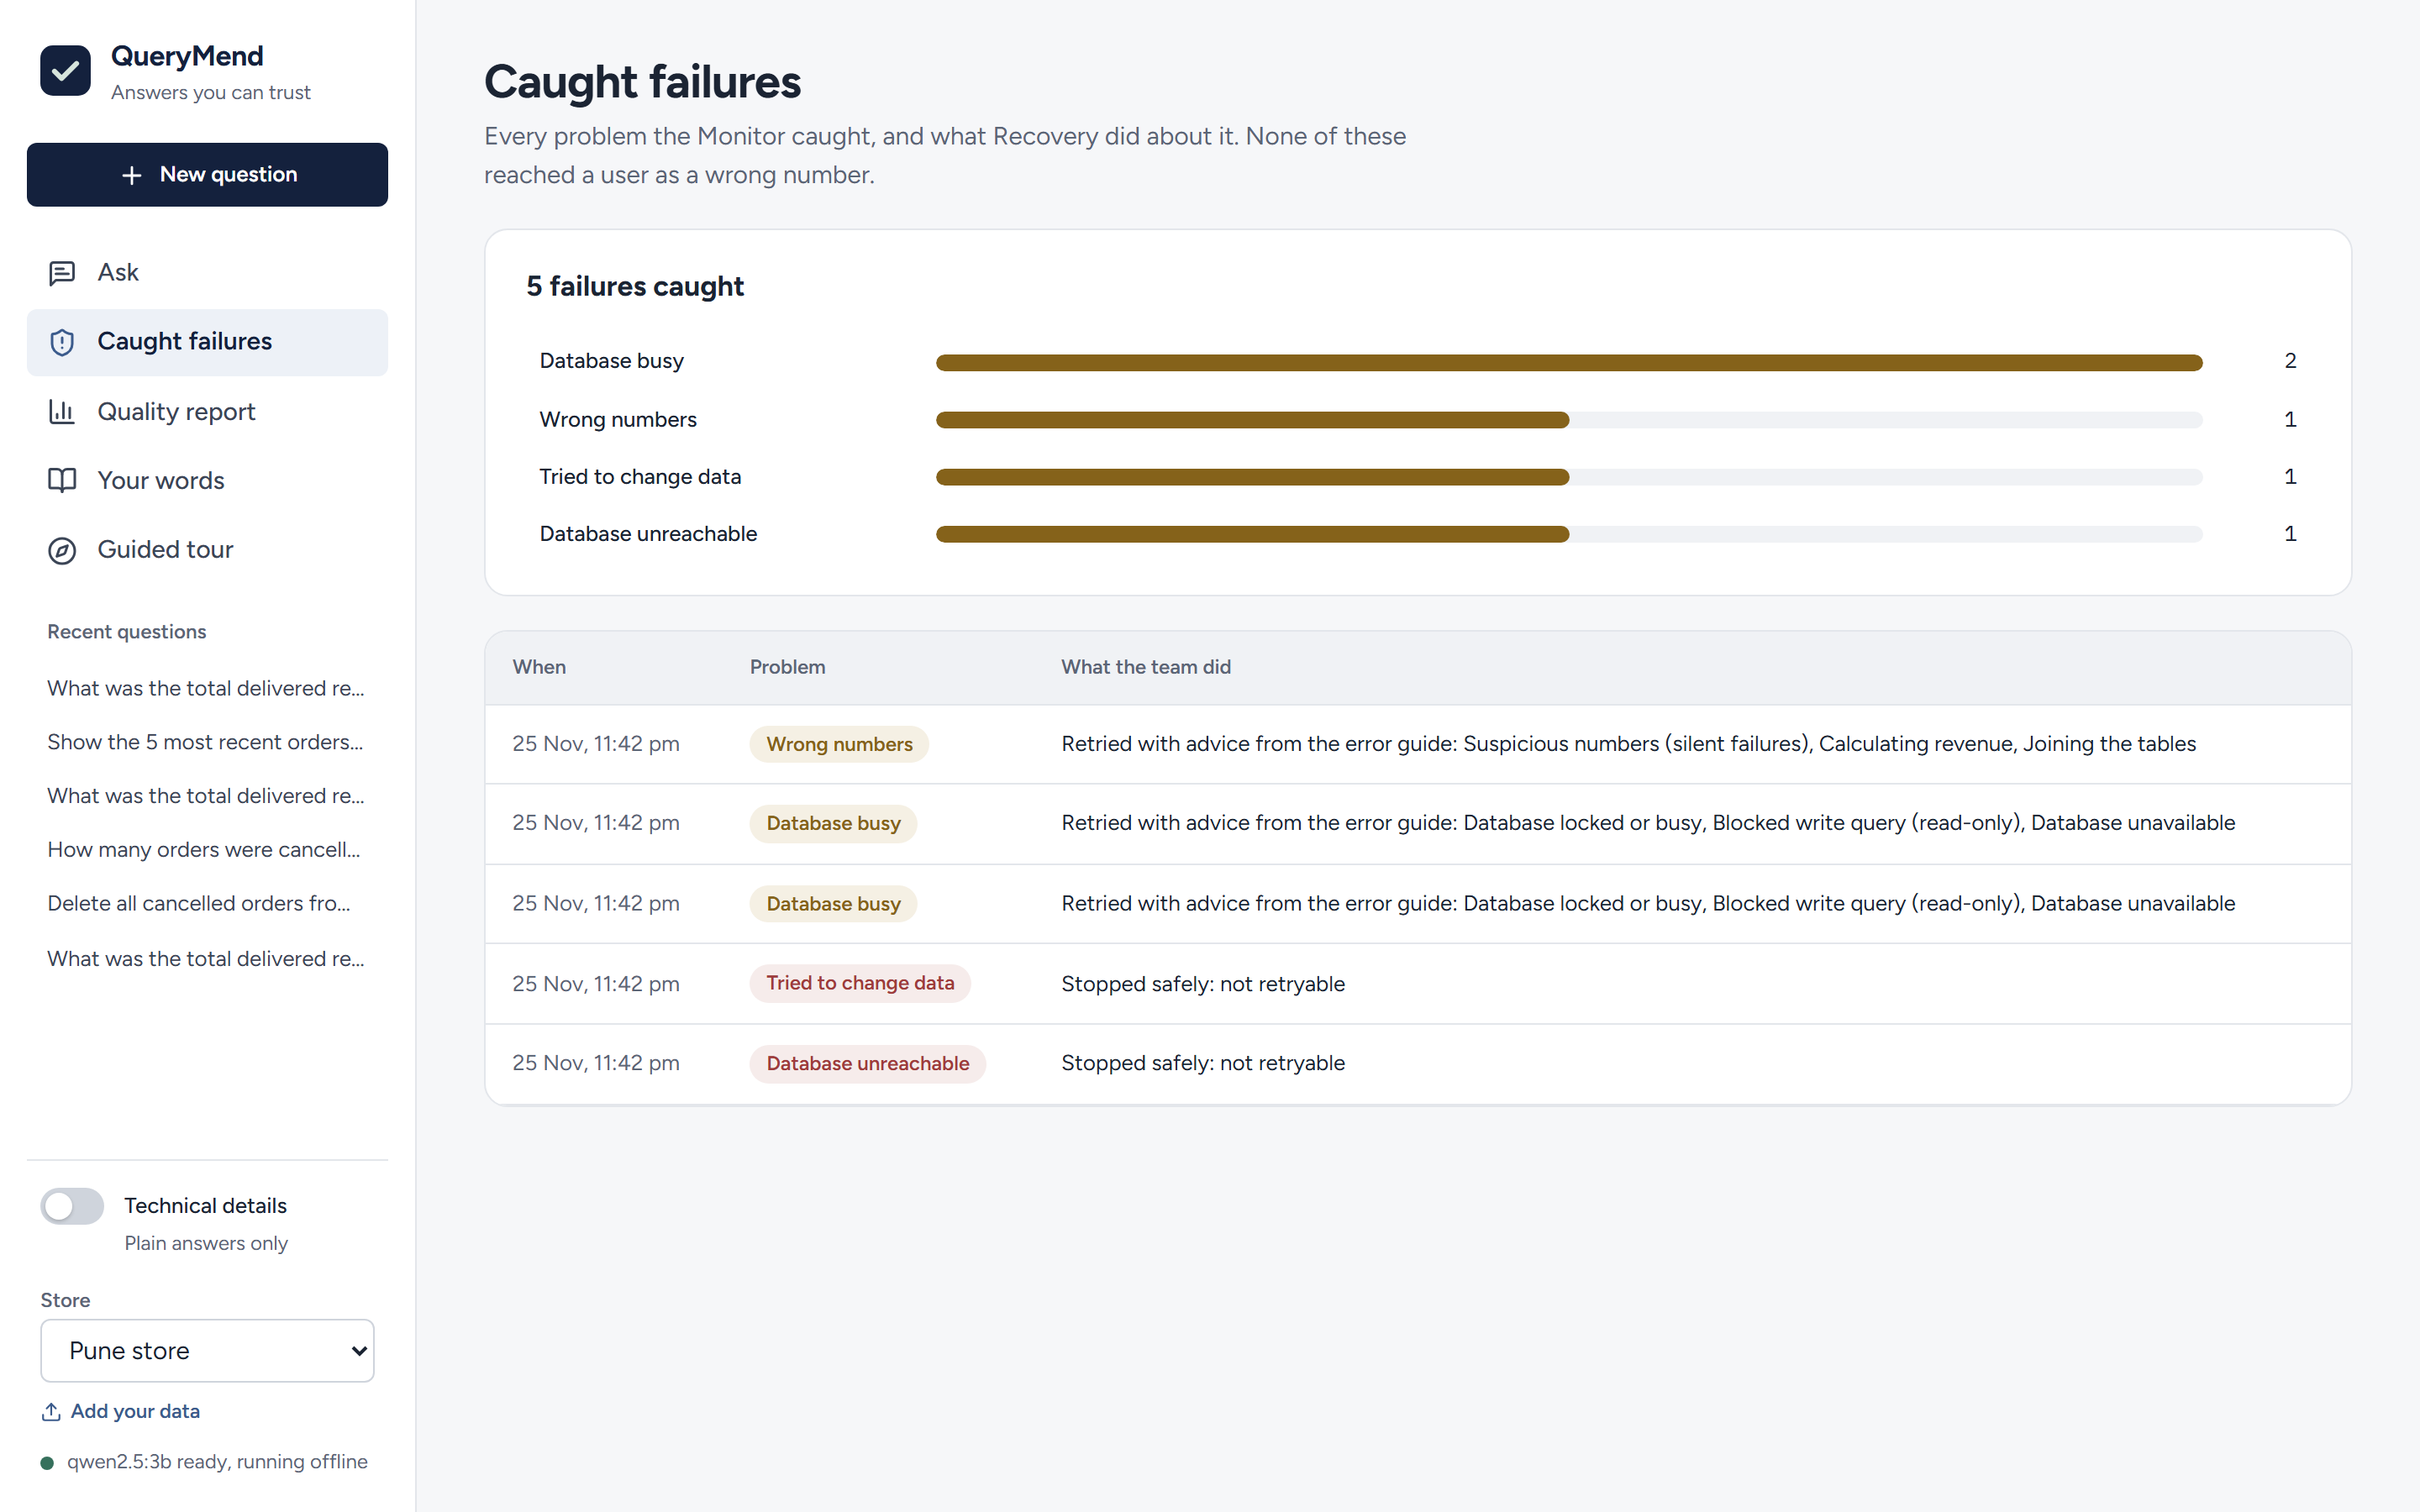 QueryMend
Answers you can trust
New question
Ask
Caught failures
Quality report
Your words
Guided tour
Recent questions
What was the total delivered re...
Show the 5 most recent orders...
What was the total delivered re...
How many orders were cancell...
Delete all cancelled orders fro...
What was the total delivered re...
Technical details
Plain answers only
Store
Pune store
Add your data
qwen2.5:3b ready, running offline
Caught failures
Every problem the Monitor caught, and what Recovery did about it. None of these
reached a user as a wrong number.
5 failures caught
Database busy 2
Wrong numbers 1
Tried to change data 1
Database unreachable 1
When Problem What the team did
25 Nov, 11:42 pm Wrong numbers Retried with advice from the error guide: Suspicious numbers (silent failures), Calculating revenue, Joining the tables
25 Nov, 11:42 pm Database busy Retried with advice from the error guide: Database locked or busy, Blocked write query (read-only), Database unavailable
25 Nov, 11:42 pm Database busy Retried with advice from the error guide: Database locked or busy, Blocked write query (read-only), Database unavailable
25 Nov, 11:42 pm Tried to change data Stopped safely: not retryable
25 Nov, 11:42 pm Database unreachable Stopped safely: not retryable